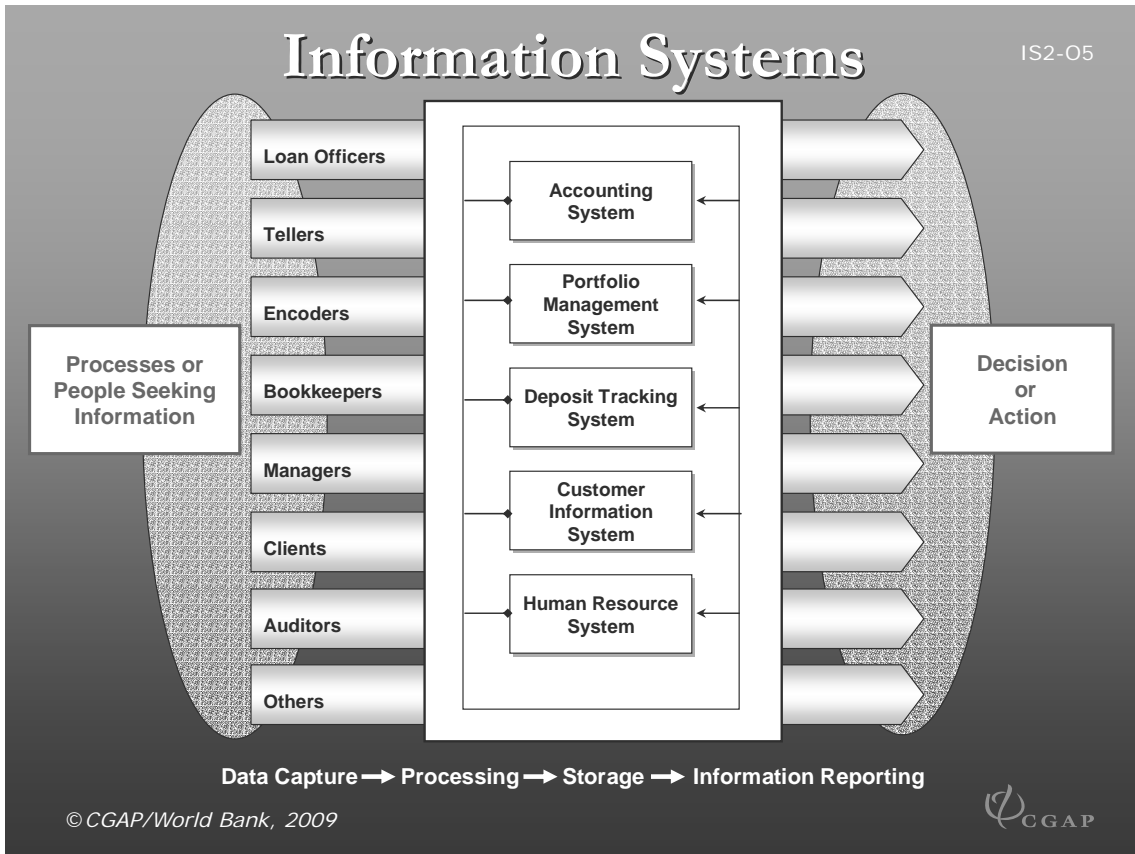 Information Systems
IS2-O5
Loan Officers
Tellers
Encoders
Bookkeepers
Managers
Clients
Auditors
Others
Processes or
People Seeking
Information
Accounting
System
Portfolio
Management
System
Deposit Tracking
System
Customer
Information
System
Human Resource
System
Decision
or
Action
Data Capture → Processing → Storage → Information Reporting
© CGAP/World Bank, 2009
CGAP